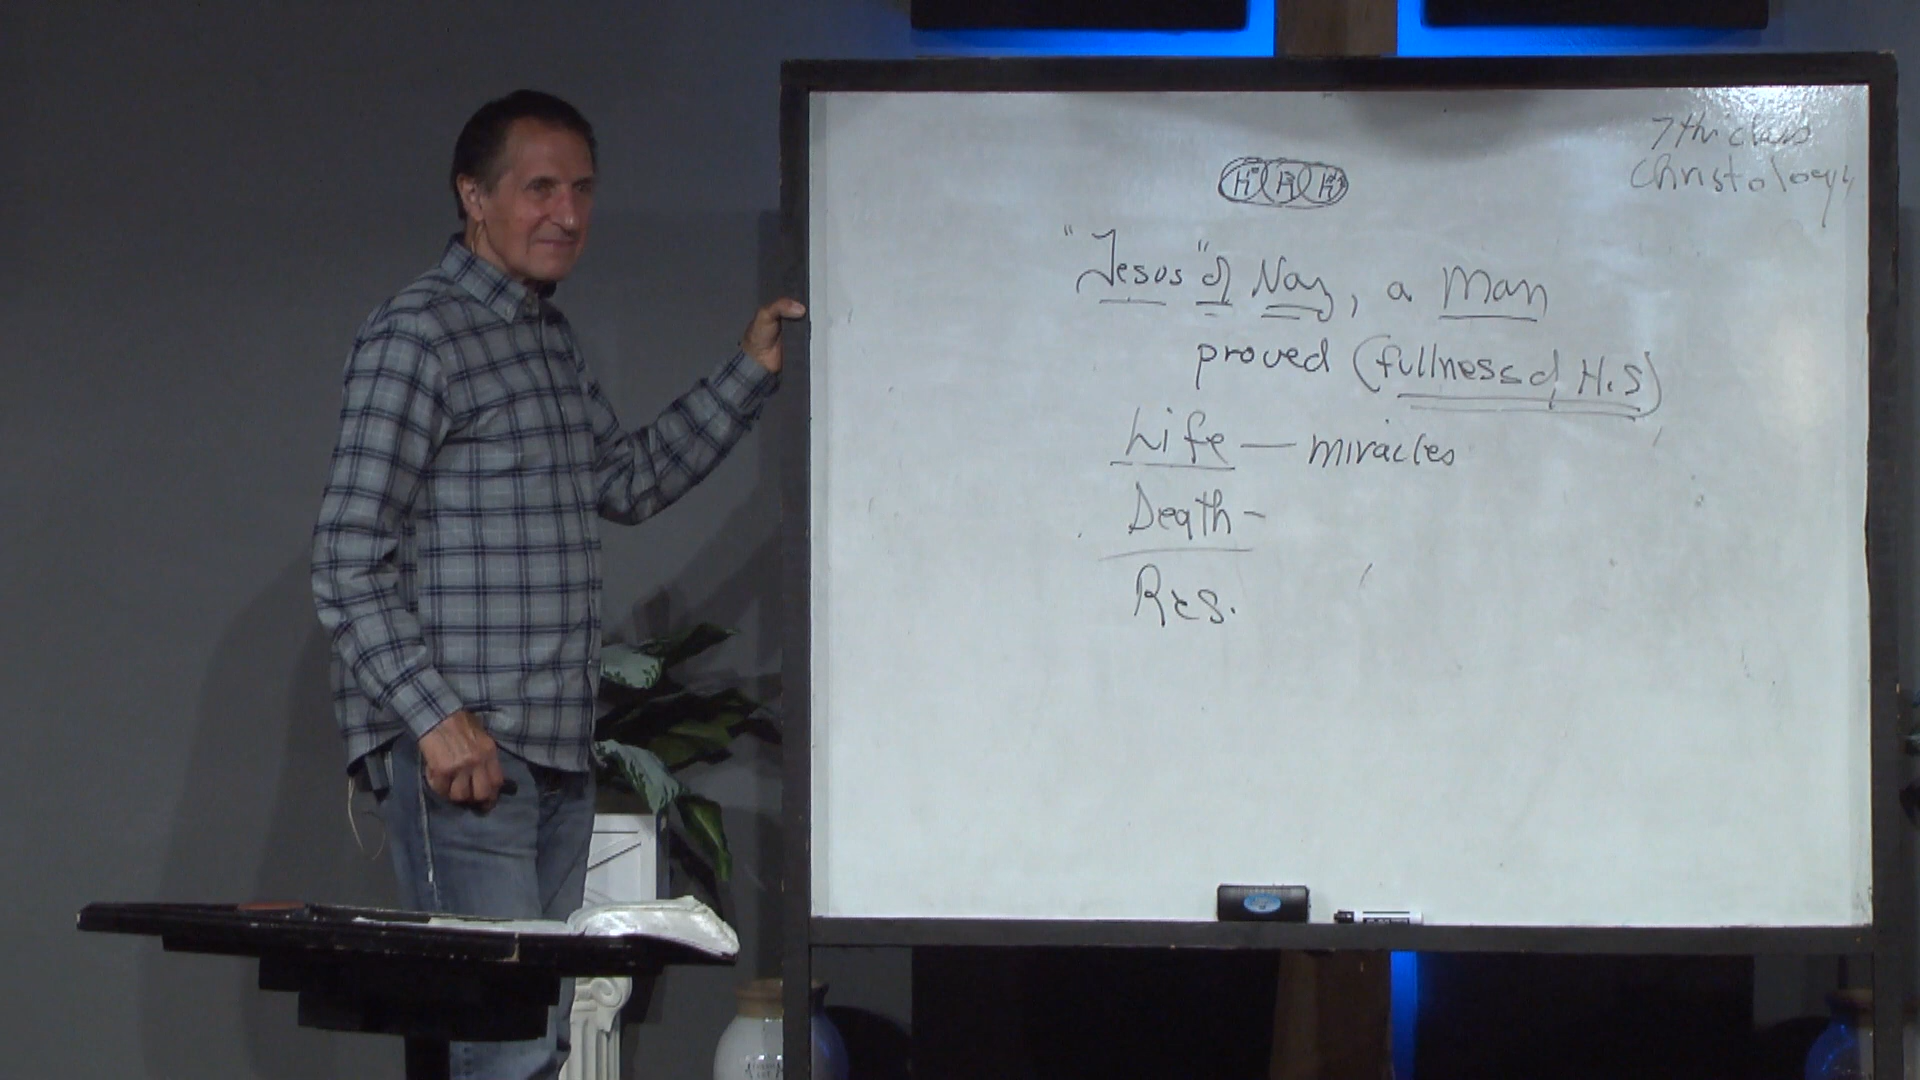 7th class
Christology
"Jesus" of Naz, a Man
proved (fullness of H.S)
Life — miracles
Death -
Res.